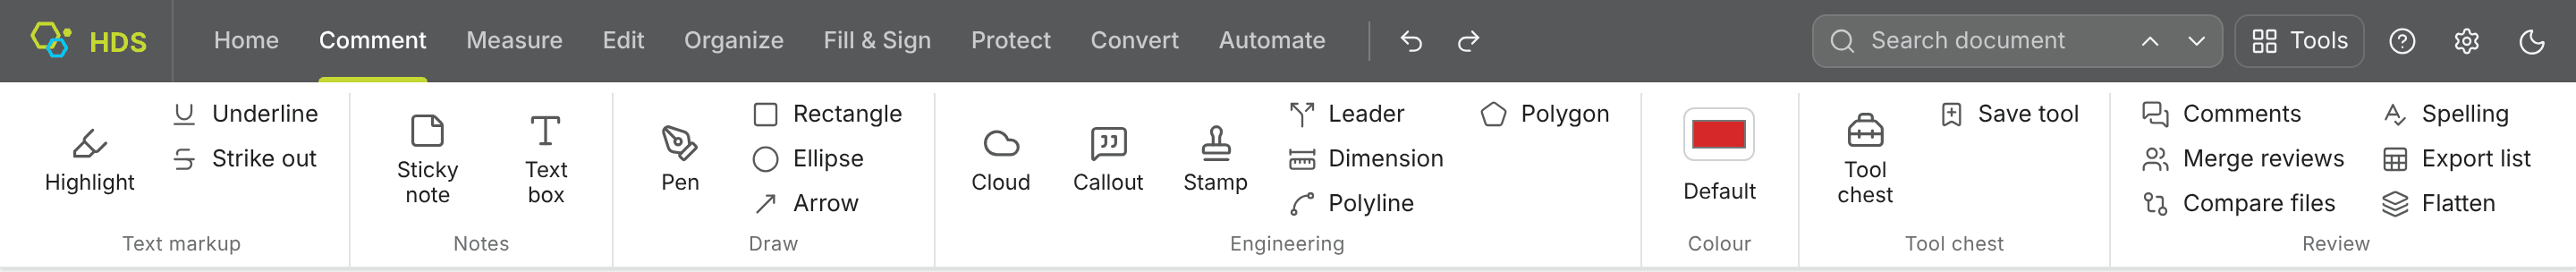 HDS Home Comment Measure Edit Organize Fill & Sign Protect Convert Automate Search document Tools
Highlight
Underline
Strike out
Text markup
Sticky
note
Text
box
Notes
Pen
Rectangle
Ellipse
Arrow
Draw
Cloud
Callout
Stamp
Leader
Dimension
Polyline
Polygon
Engineering
Default
Colour
Tool
chest
Save tool
Tool chest
Comments
Merge reviews
Compare files
Spelling
Export list
Flatten
Review